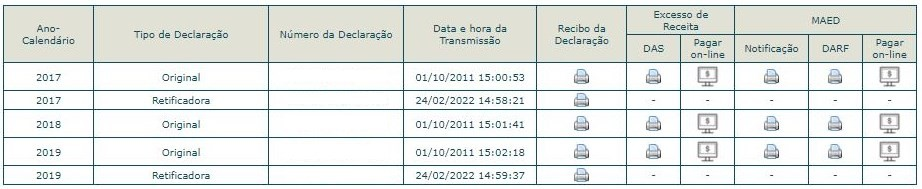 Ano-Calendário	Tipo de Declaração	Número da Declaração	Data e hora da Transmissão	Recibo da Declaração	Excesso de Receita	MAED
DAS	Pagar on-line	Notificação	DARF	Pagar on-line
2017	Original	01/10/2011 15:00:53	$	$
2017	Retificadora	24/02/2022 14:58:21	-	-	-	-	-
2018	Original	01/10/2011 15:01:41	$	$
2019	Original	01/10/2011 15:02:18	$	$
2019	Retificadora	24/02/2022 14:59:37	-	-	-	-	-